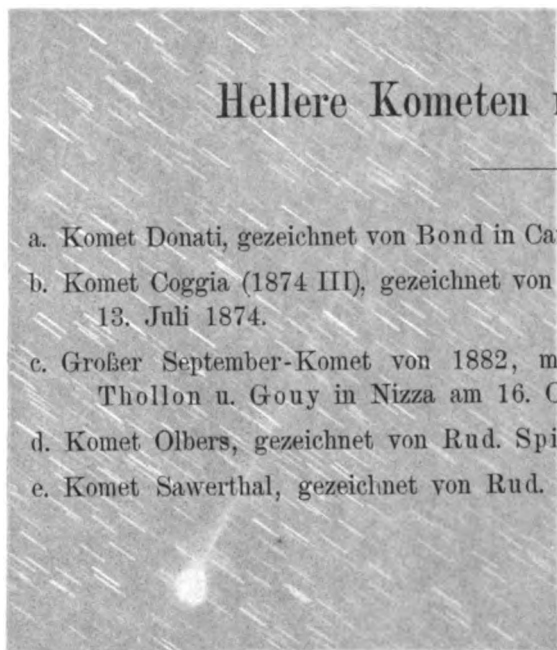 Hellere Kometen
a. Komet Donati, gezeichnet von Bond in
b. Komet Coggia (1874 III), gezeichnet von
13. Juli 1874.
c. Großer September-Komet von 1882,
Thollon u. Gouy in Nizza am 16.
d. Komet Olbers, gezeichnet von Rud.
e. Komet Sawerthal, gezeichnet von Rud.